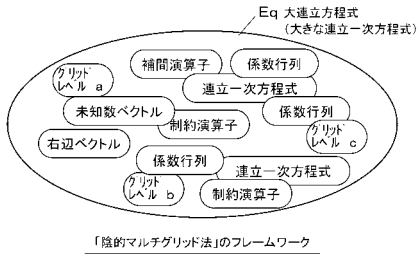 Eq 大連立方程式
(大きな連立一次方程式)
補間演算子
係数行列
グリッド
レベル a
連立一次方程式
未知数ベクトル
係数行列
制約演算子
グリッド
レベル c
右辺ベクトル
係数行列
連立一次方程式
グリッド
レベル b
制約演算子
「陰的マルチグリッド法」のフレームワーク